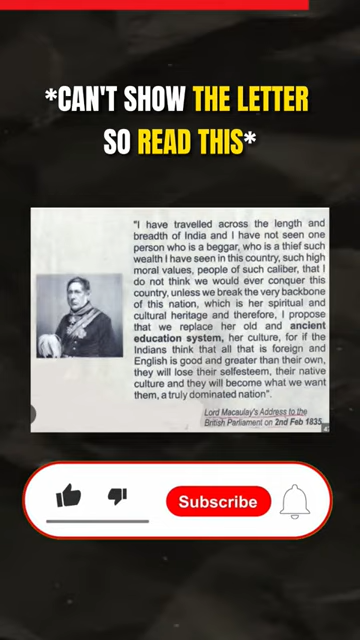 *CAN'T SHOW THE LETTER
SO READ THIS*
"I have travelled across the length and
breadth of India and I have not seen one
person who is a beggar, who is a thief such
wealth I have seen in this country, such high
moral values, people of such caliber, that I
do not think we would ever conquer this
country, unless we break the very backbone
of this nation, which is her spiritual and
cultural heritage and therefore, I propose
that we replace her old and ancient
education system, her culture, for if the
Indians think that all that is foreign and
English is good and greater than their own,
they will lose their selfesteem, their native
culture and they will become what we want
them, a truly dominated nation".
Lord Macaulay's Address to the
British Parliament on 2nd Feb 1835
Subscribe